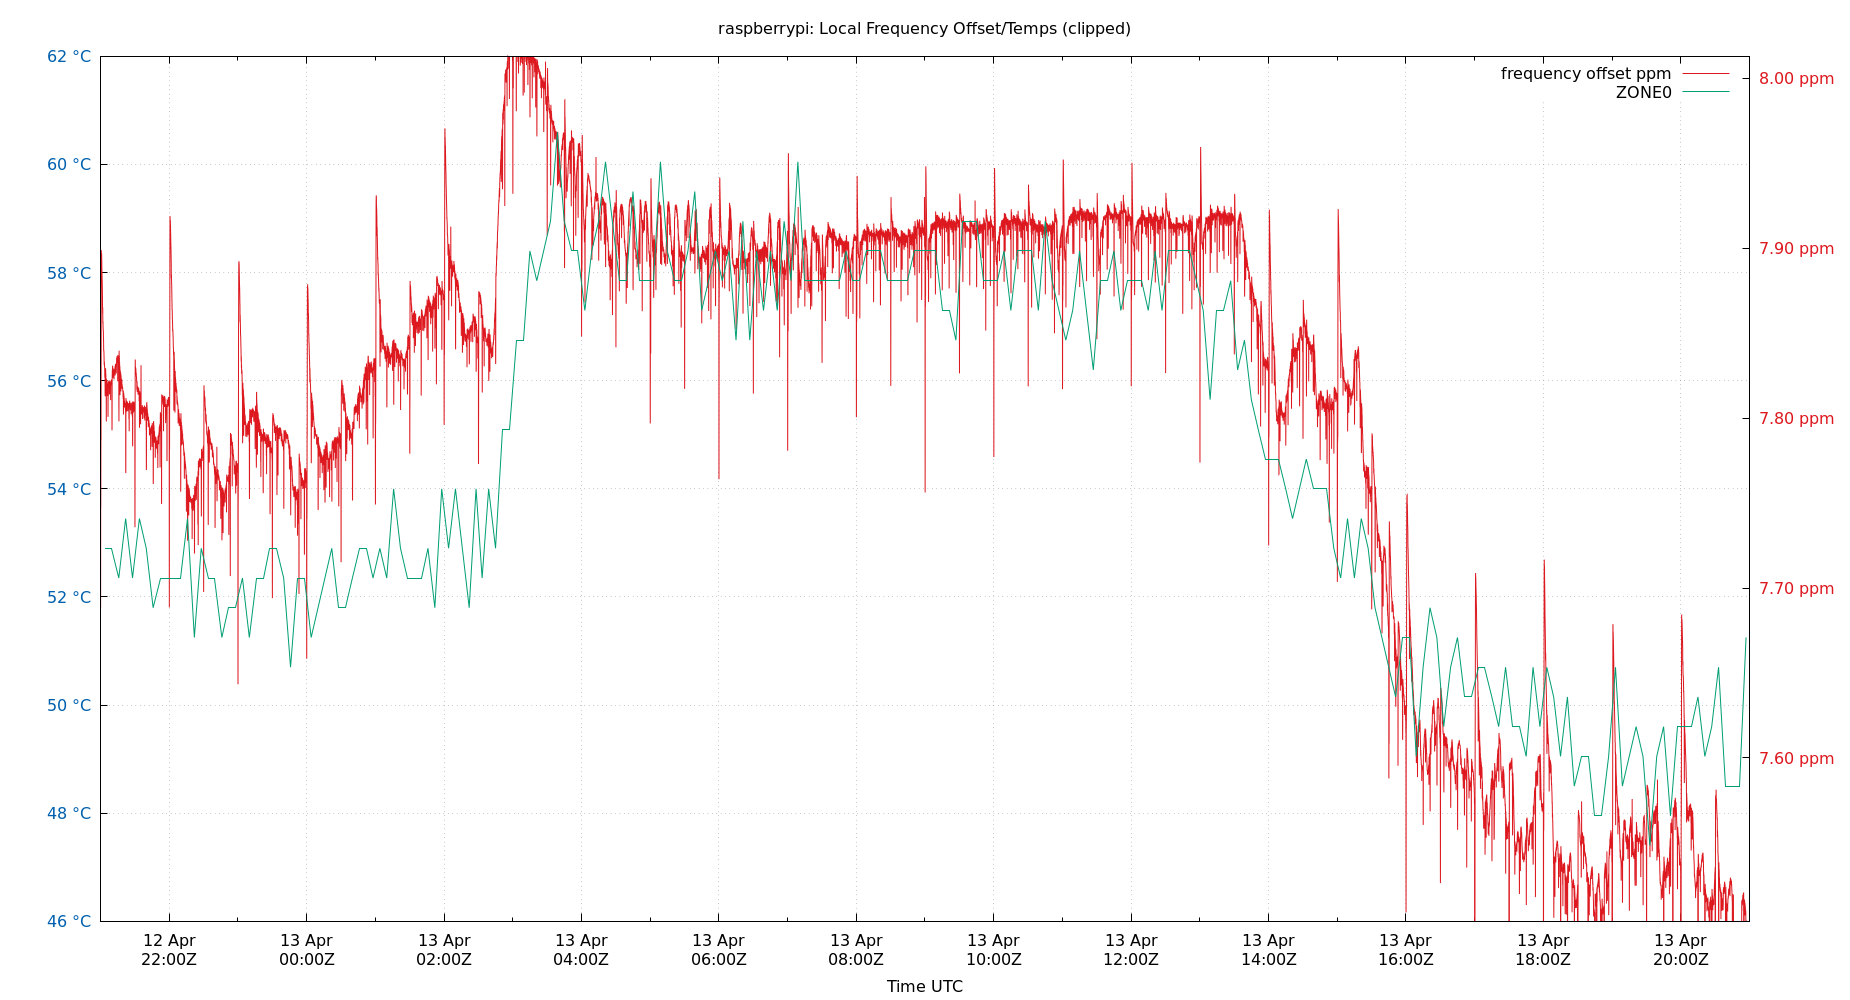 raspberrypi: Local Frequency Offset/Temps (clipped)
frequency offset ppm
ZONE0
62 °C
60 °C
58 °C
56 °C
54 °C
52 °C
50 °C
48 °C
46 °C
8.00 ppm
7.90 ppm
7.80 ppm
7.70 ppm
7.60 ppm
12 Apr
22:00Z
13 Apr
00:00Z
13 Apr
02:00Z
13 Apr
04:00Z
13 Apr
06:00Z
13 Apr
08:00Z
13 Apr
10:00Z
13 Apr
12:00Z
13 Apr
14:00Z
13 Apr
16:00Z
13 Apr
18:00Z
13 Apr
20:00Z
Time UTC